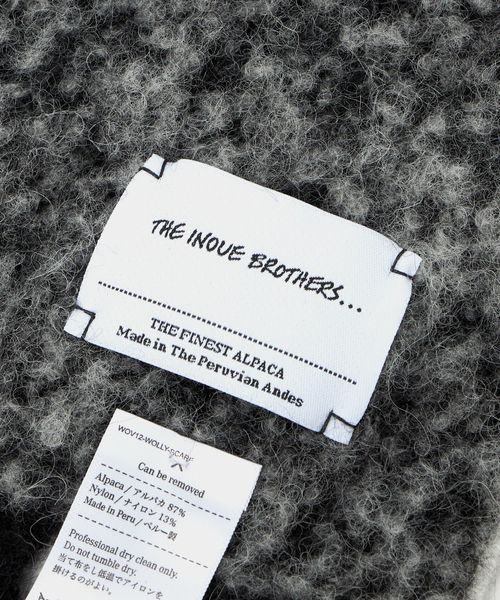 THE INOUE BROTHERS...
THE FINEST ALPACA
Made in The Peruvian Andes
WOV12-WOLLY-SCARF
Can be removed
Alpaca / アルパカ 87%
Nylon / ナイロン 13%
Made in Peru / ペルー製
Professional dry clean only.
Do not tumble dry.
当て布をし低温でアイロンを
掛けるのがよい。